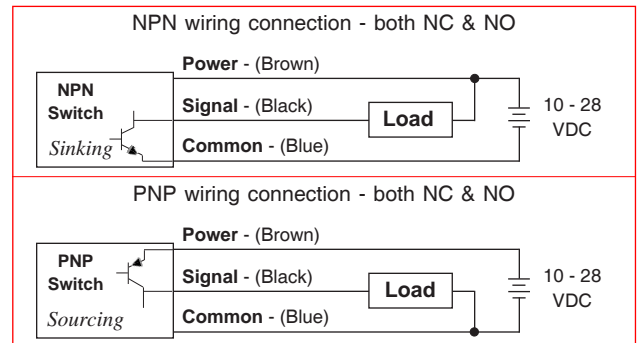 NPN wiring connection - both NC & NO
Power - (Brown)
NPN
Switch
Signal - (Black)
Load
10 - 28
VDC
Sinking
Common - (Blue)
PNP wiring connection - both NC & NO
Power - (Brown)
PNP
Switch
Signal - (Black)
Load
10 - 28
VDC
Sourcing
Common - (Blue)